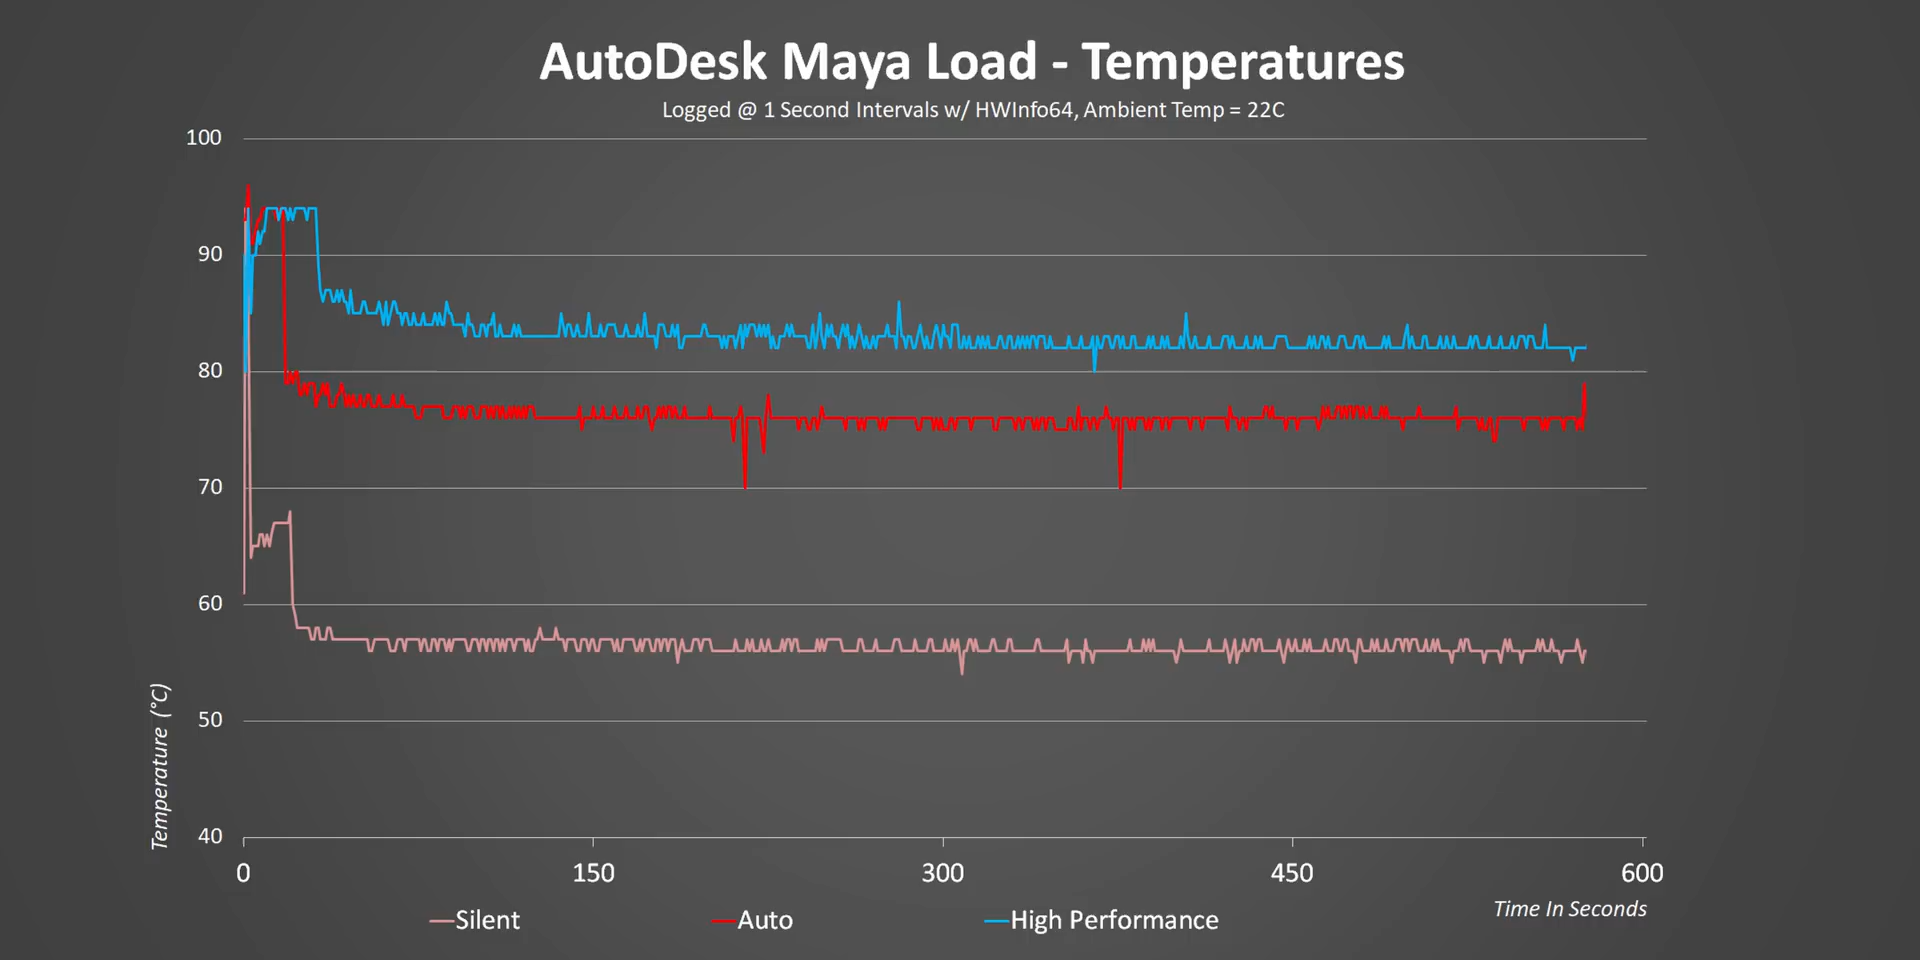 AutoDesk Maya Load - Temperatures
Logged @ 1 Second Intervals w/ HWInfo64, Ambient Temp = 22C
100
90
80
70
60
50
40
Temperature (°C)
0 150 300 450 600
Time In Seconds
Silent Auto High Performance